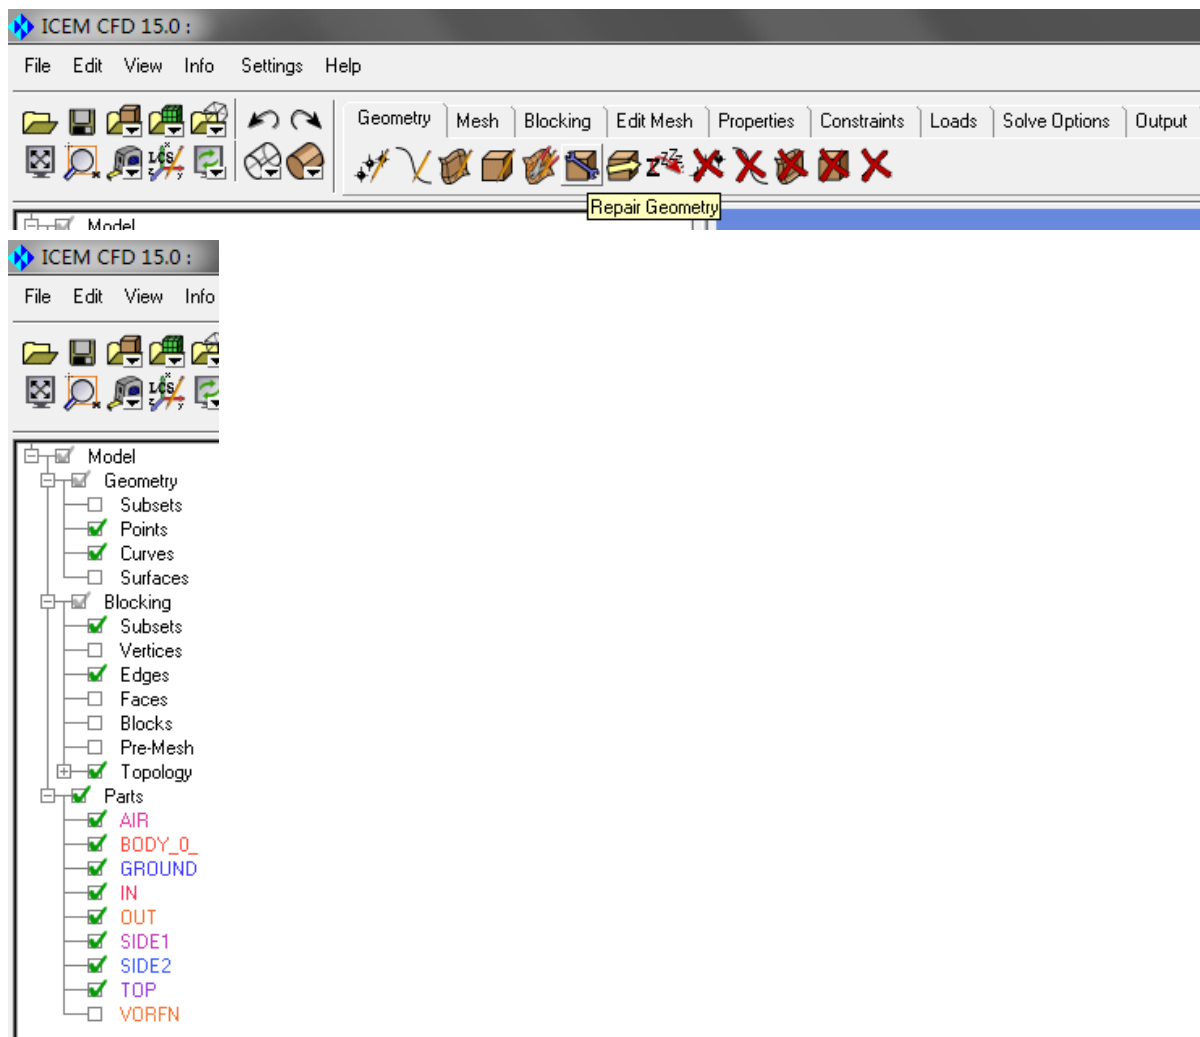 ICEM CFD 15.0 :
File Edit View Info Settings Help
Geometry Mesh Blocking Edit Mesh Properties Constraints Loads Solve Options Output
LCS
Repair Geometry
Model
ICEM CFD 15.0 :
File Edit View Info
LCS
Model
Geometry
Subsets
Points
Curves
Surfaces
Blocking
Subsets
Vertices
Edges
Faces
Blocks
Pre-Mesh
Topology
Parts
AIR
BODY_0_
GROUND
IN
OUT
SIDE1
SIDE2
TOP
VORFN